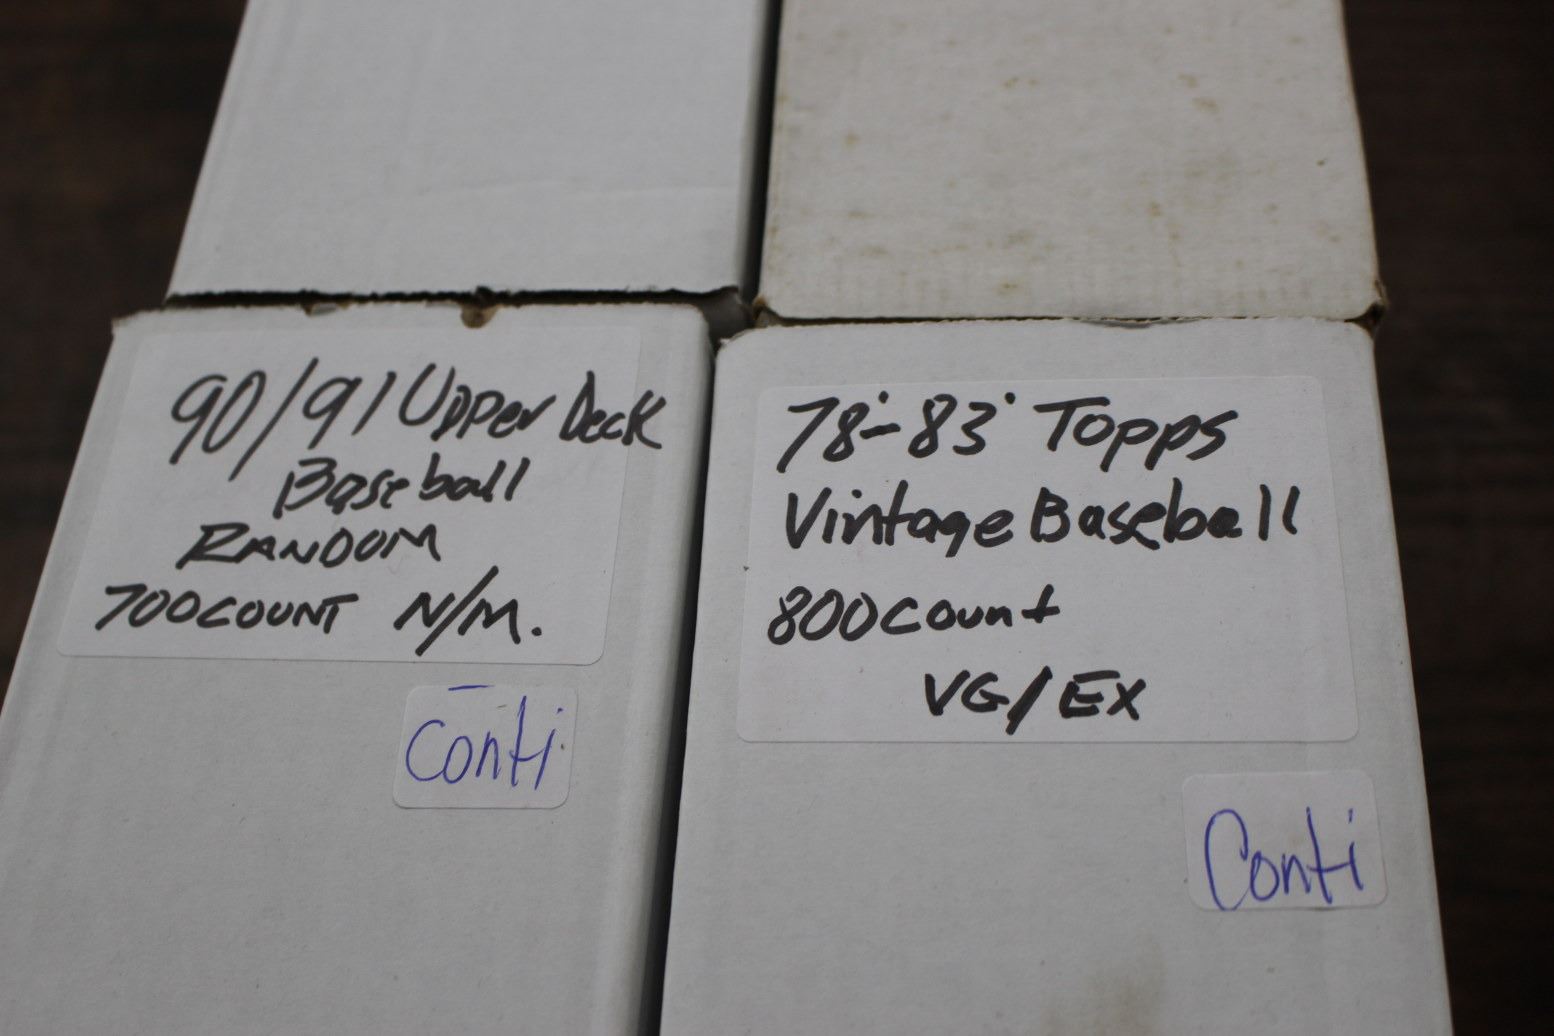 90/91 Upper Deck
Baseball
RANDOM
700 COUNT N/M.
Conti
78'-83' Topps
Vintage Baseball
800 Count
VG/EX
Conti